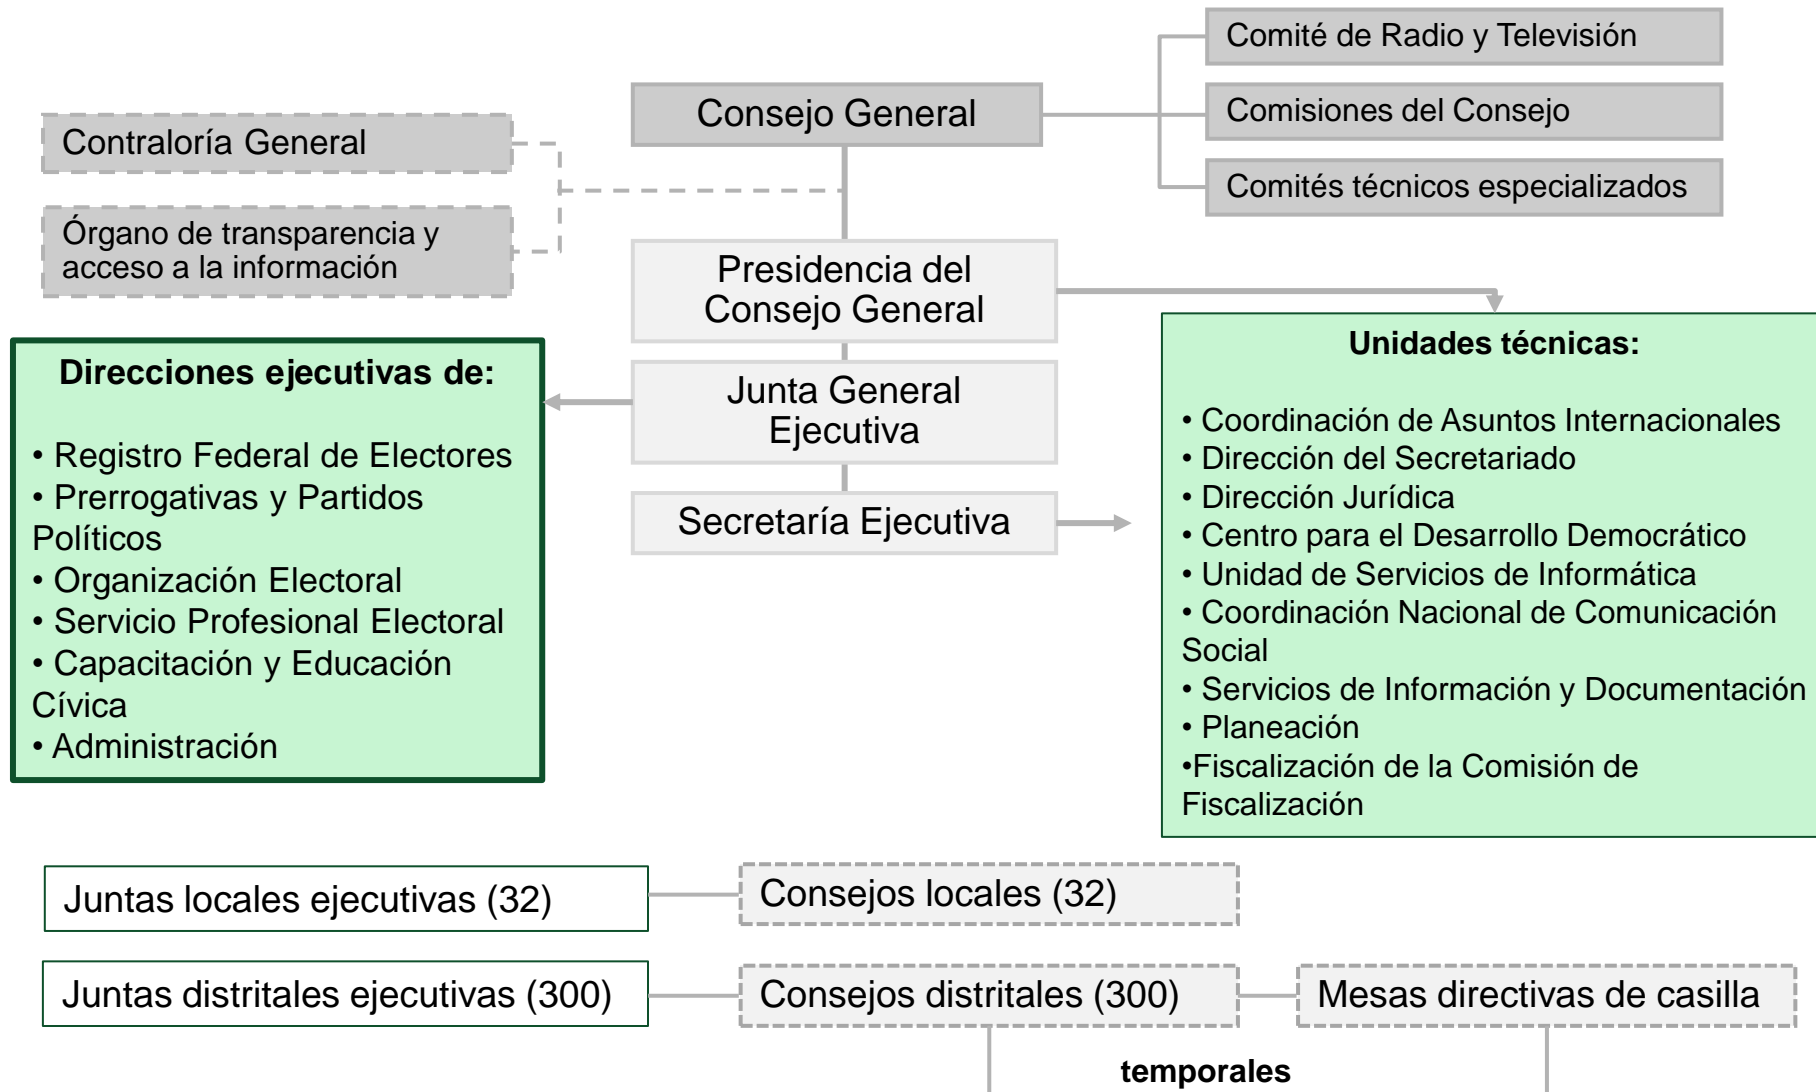 Comité de Radio y Televisión
Consejo General
Comisiones del Consejo
Contraloría General
Comités técnicos especializados
Órgano de transparencia y
acceso a la información
Presidencia del
Consejo General
Direcciones ejecutivas de:
• Registro Federal de Electores
• Prerrogativas y Partidos
Políticos
• Organización Electoral
• Servicio Profesional Electoral
• Capacitación y Educación
Cívica
• Administración
Junta General
Ejecutiva
Secretaría Ejecutiva
Unidades técnicas:
• Coordinación de Asuntos Internacionales
• Dirección del Secretariado
• Dirección Jurídica
• Centro para el Desarrollo Democrático
• Unidad de Servicios de Informática
• Coordinación Nacional de Comunicación
Social
• Servicios de Información y Documentación
• Planeación
•Fiscalización de la Comisión de
Fiscalización
Juntas locales ejecutivas (32)
Consejos locales (32)
Juntas distritales ejecutivas (300)
Consejos distritales (300)
Mesas directivas de casilla
temporales